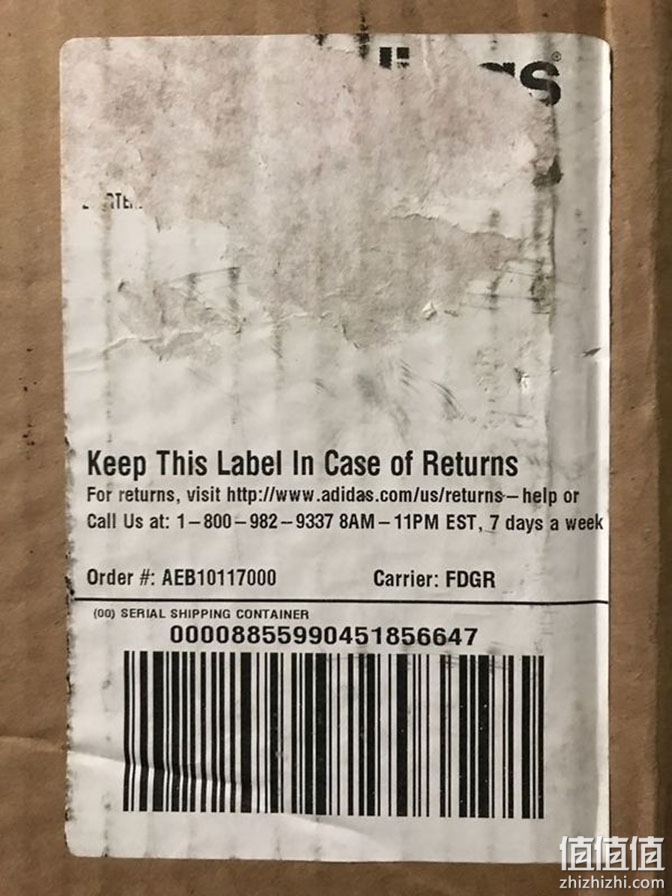 Keep This Label In Case of Returns
For returns, visit http://www.adidas.com/us/returns-help or
Call Us at: 1-800-982-9337 8AM-11PM EST, 7 days a week
Order #: AEB10117000 Carrier: FDGR
(00) SERIAL SHIPPING CONTAINER
00008855990451856647
值值值
zhizhizhi.com